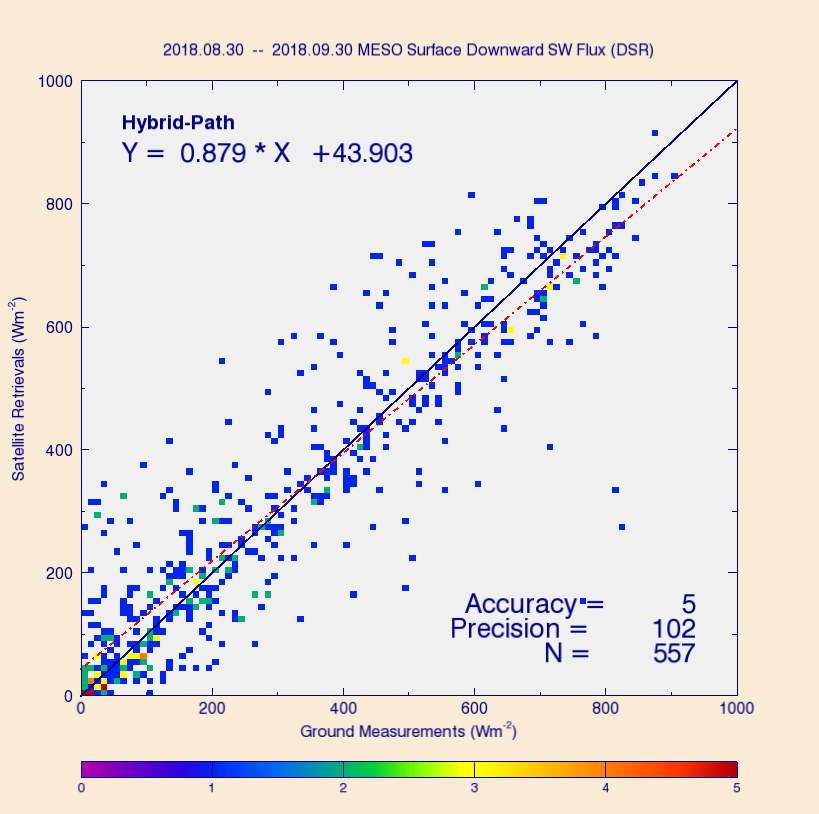 2018.08.30 -- 2018.09.30 MESO Surface Downward SW Flux (DSR)
1000
Hybrid-Path
Y = 0.879 * X +43.903
800
600
Satellite Retrievals (Wm-2)
400
200
Accuracy = 5
Precision = 102
N = 557
0
0 200 400 600 800 1000
Ground Measurements (Wm-2)
0 1 2 3 4 5